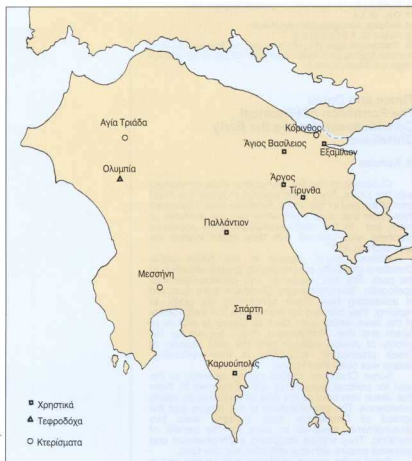 Αγία Τριάδα
Κόρινθος
Άγιος Βασίλειος
Εξαμίλιον
Ολυμπία
Άργος
Τίρυνθα
Παλλάντιον
Μεσσήνη
Σπάρτη
Καρυούπολις
Χρηστικά
Τεφροδόχα
Κτερίσματα